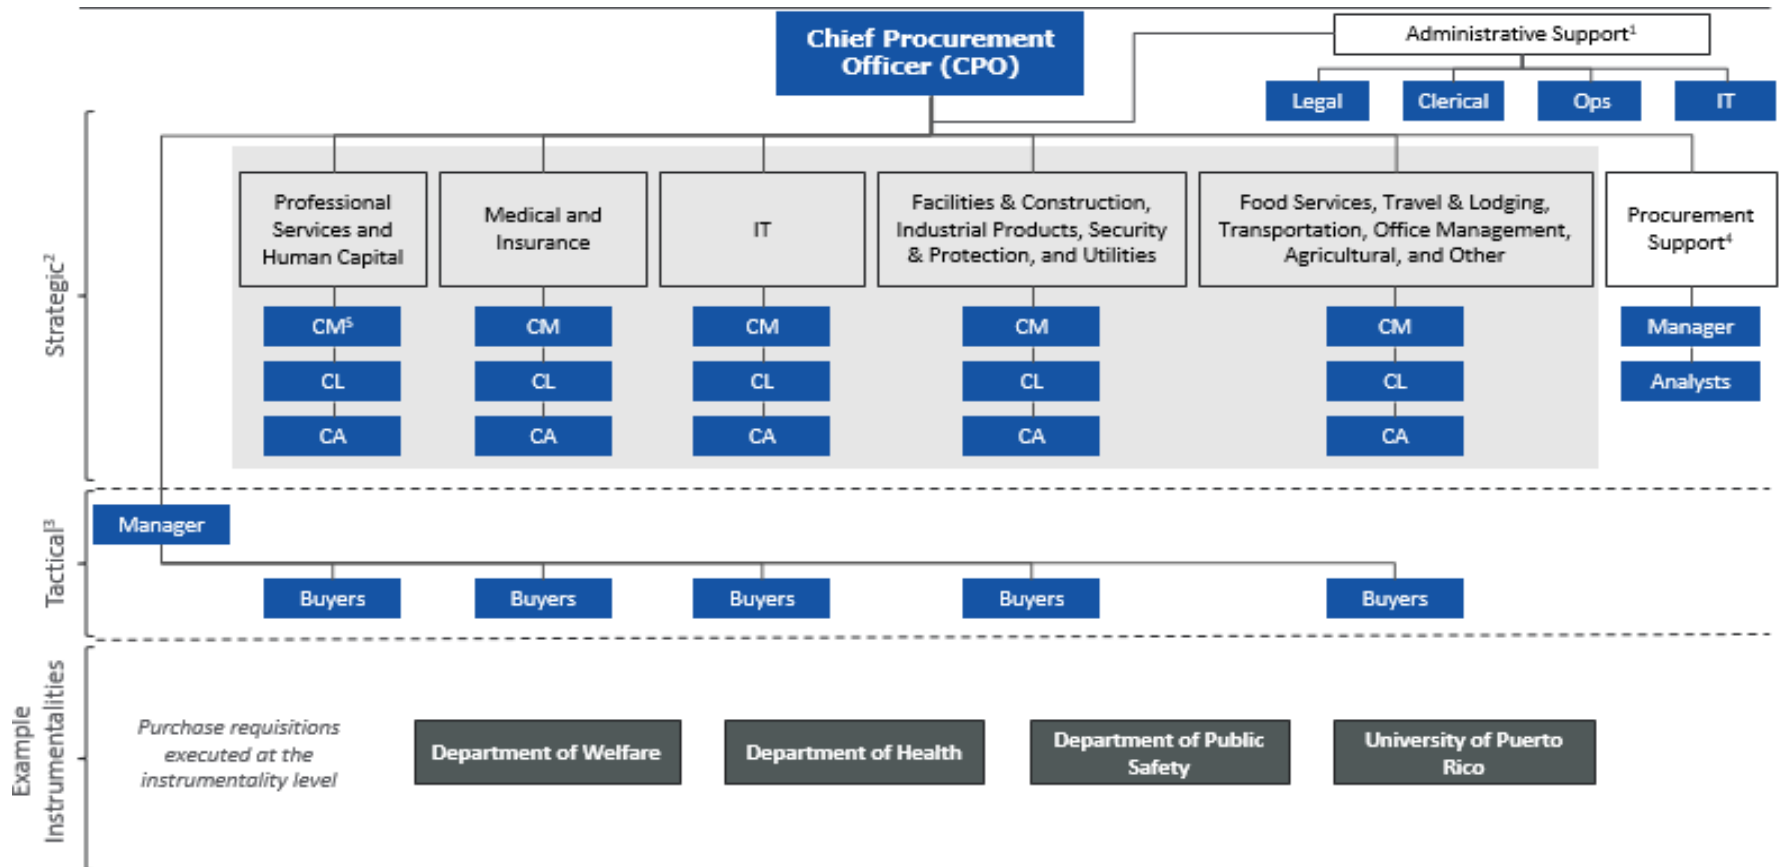 Chief Procurement
Officer (CPO)
Administrative Support¹
Legal
Clerical
Ops
IT
Strategic²
Professional
Services and
Human Capital
Medical and
Insurance
IT
Facilities & Construction,
Industrial Products, Security
& Protection, and Utilities
Food Services, Travel & Lodging,
Transportation, Office Management,
Agricultural, and Other
Procurement
Support⁴
CM⁵
CM
CM
CM
CM
Manager
CL
CL
CL
CL
CL
Analysts
CA
CA
CA
CA
CA
Tactical³
Manager
Buyers
Buyers
Buyers
Buyers
Buyers
Example
Instrumentalities
Purchase requisitions
executed at the
instrumentality level
Department of Welfare
Department of Health
Department of Public
Safety
University of Puerto
Rico